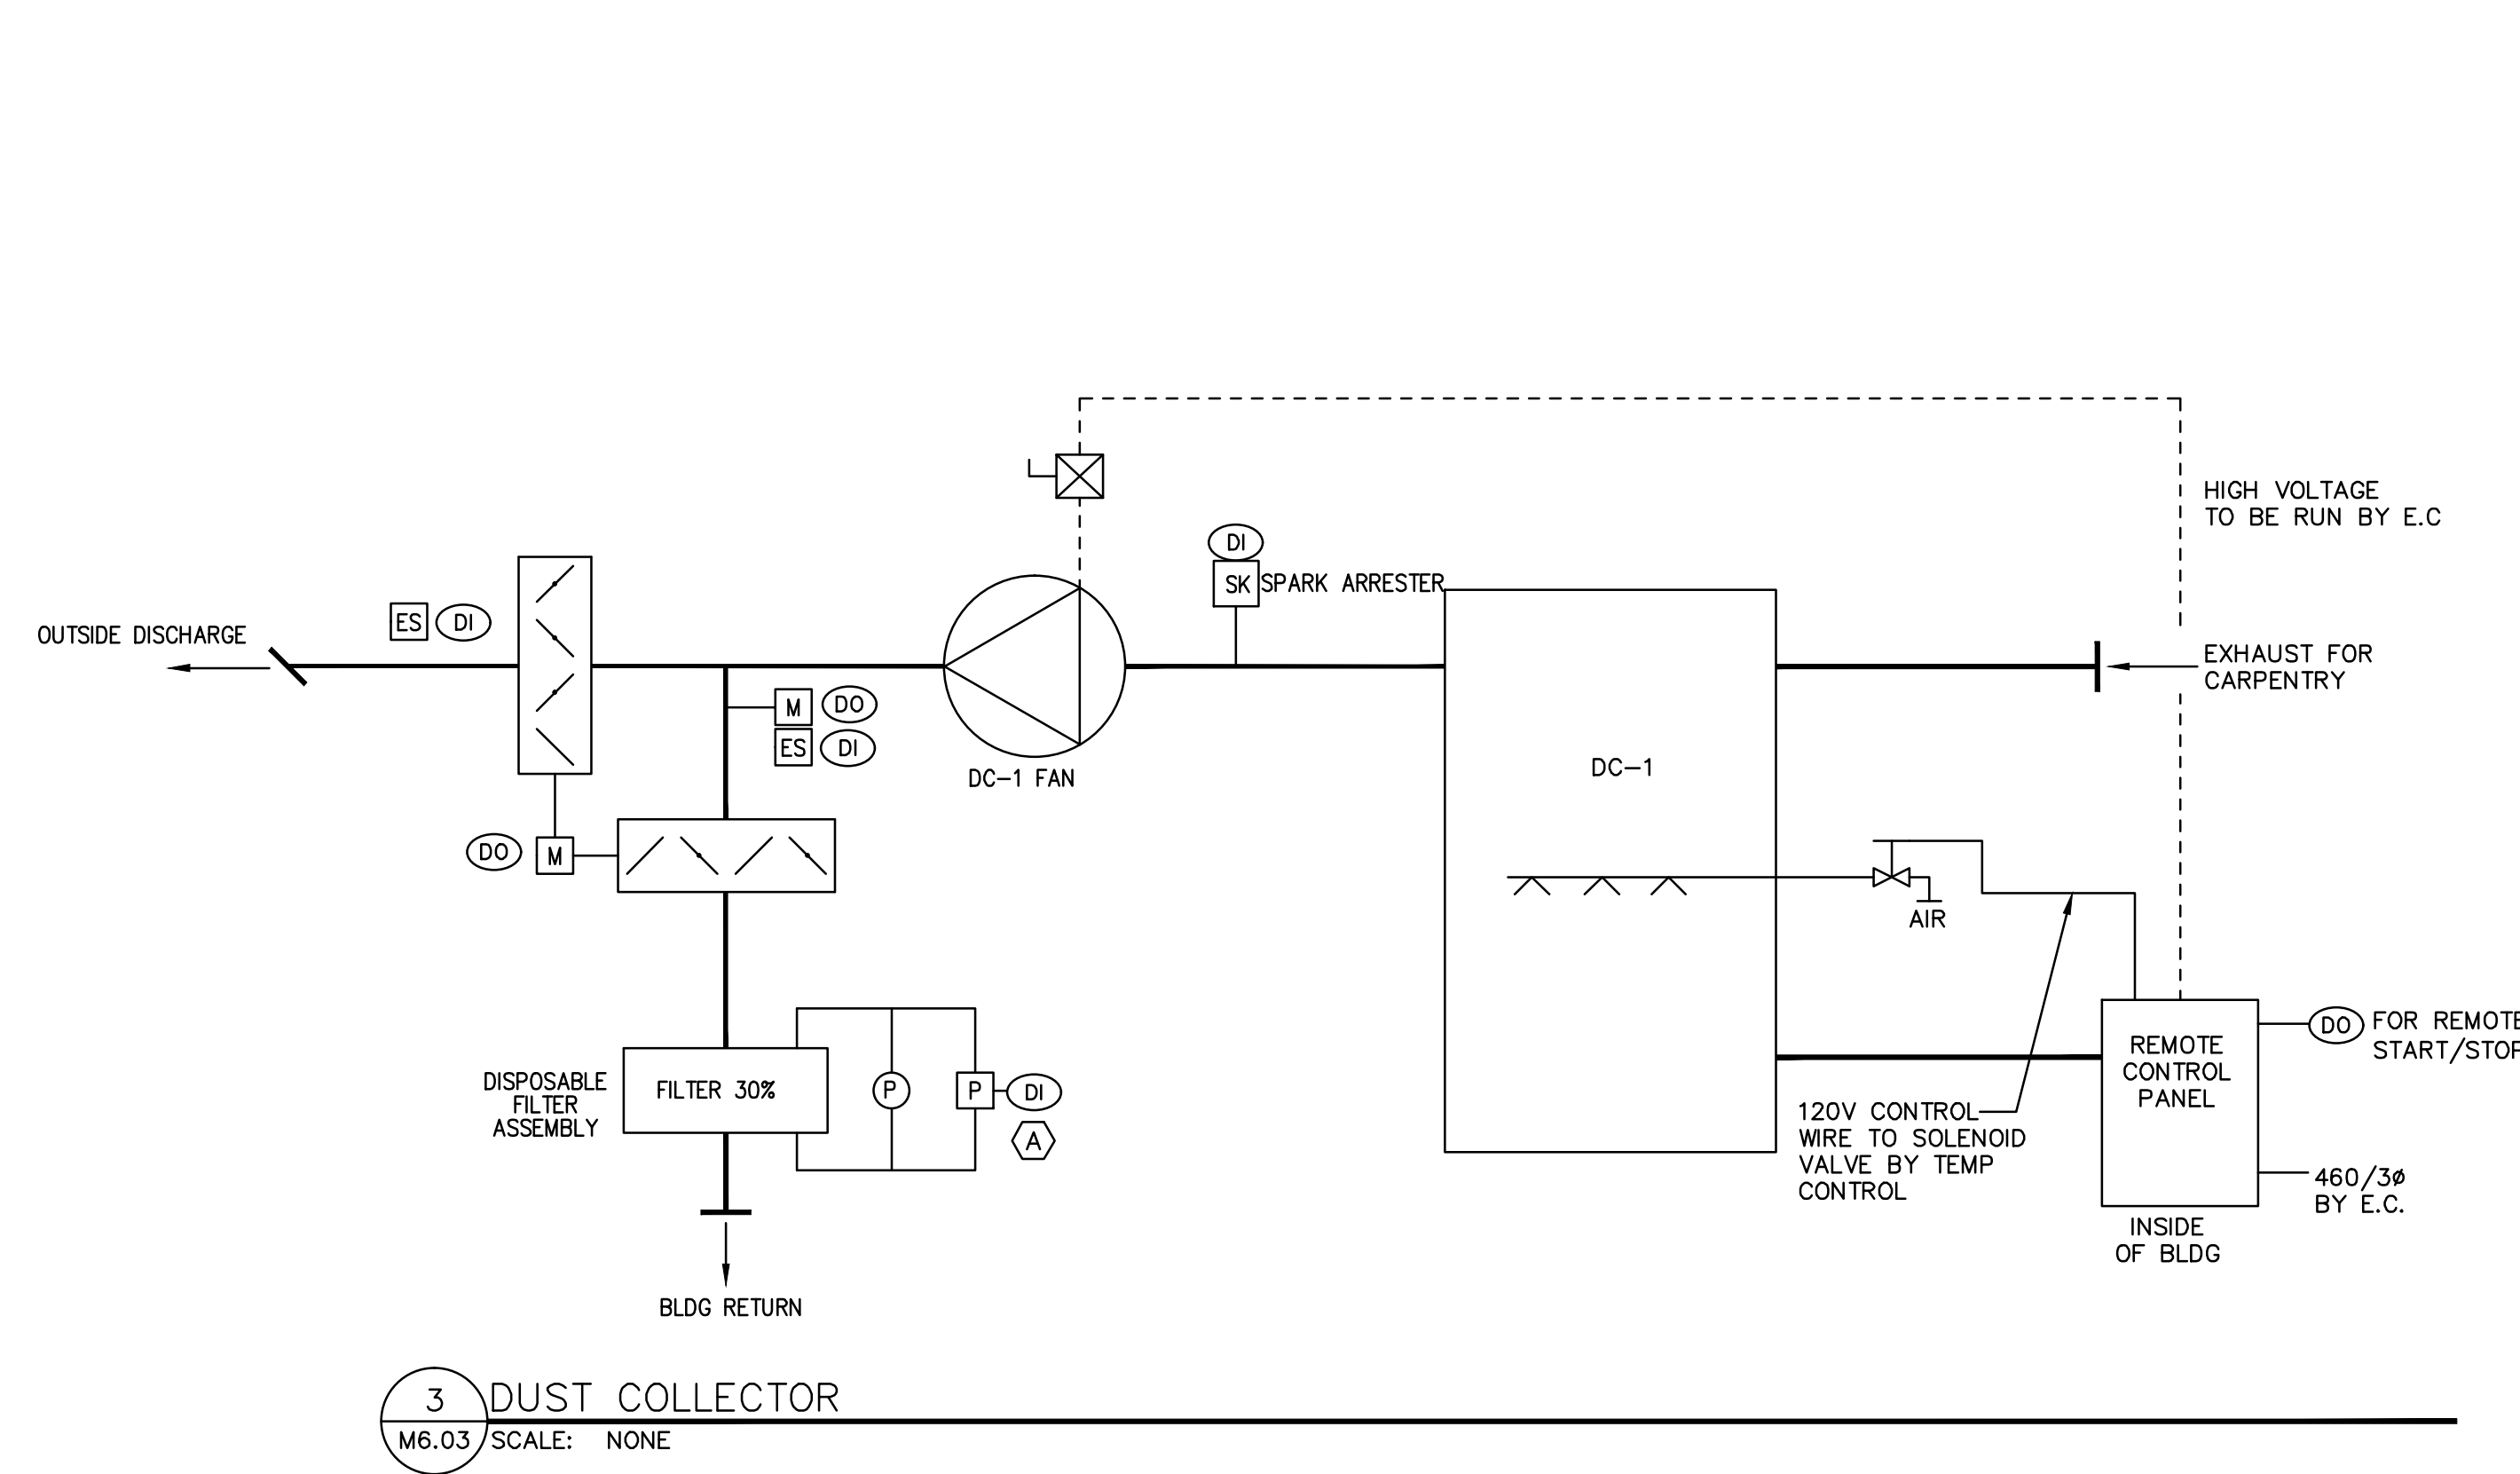 HIGH VOLTAGE
TO BE RUN BY E.C
DI
SK SPARK ARRESTER
ES DI
OUTSIDE DISCHARGE
EXHAUST FOR
CARPENTRY
M DO
ES DI
DC-1 FAN
DC-1
DO M
AIR
DISPOSABLE
FILTER
ASSEMBLY
FILTER 30%
P
P
DI
A
REMOTE
CONTROL
PANEL
DO FOR REMOTE
START/STOP
120V CONTROL
WIRE TO SOLENOID
VALVE BY TEMP
CONTROL
460/3ø
BY E.C.
INSIDE
OF BLDG
BLDG RETURN
3
M6.03
DUST COLLECTOR
SCALE: NONE